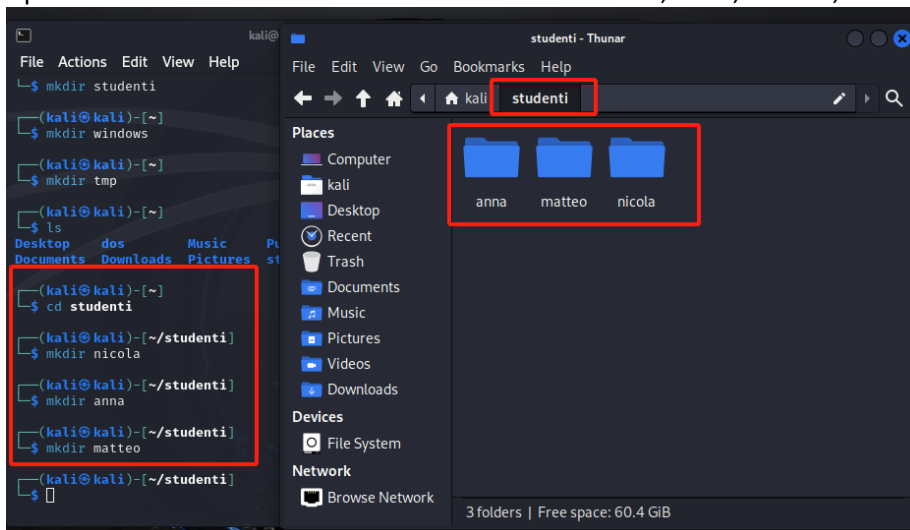 kali@
File Actions Edit View Help
└─$ mkdir studenti
┌──(kali㉿kali)-[~]
└─$ mkdir windows
┌──(kali㉿kali)-[~]
└─$ mkdir tmp
┌──(kali㉿kali)-[~]
└─$ ls
Desktop dos Music Pu
Documents Downloads Pictures st
┌──(kali㉿kali)-[~]
└─$ cd studenti
┌──(kali㉿kali)-[~/studenti]
└─$ mkdir nicola
┌──(kali㉿kali)-[~/studenti]
└─$ mkdir anna
┌──(kali㉿kali)-[~/studenti]
└─$ mkdir matteo
┌──(kali㉿kali)-[~/studenti]
└─$
studenti - Thunar
File Edit View Go Bookmarks Help
kali studenti
Places
Computer
kali
Desktop
Recent
Trash
Documents
Music
Pictures
Videos
Downloads
Devices
File System
Network
Browse Network
anna matteo nicola
3 folders | Free space: 60.4 GiB